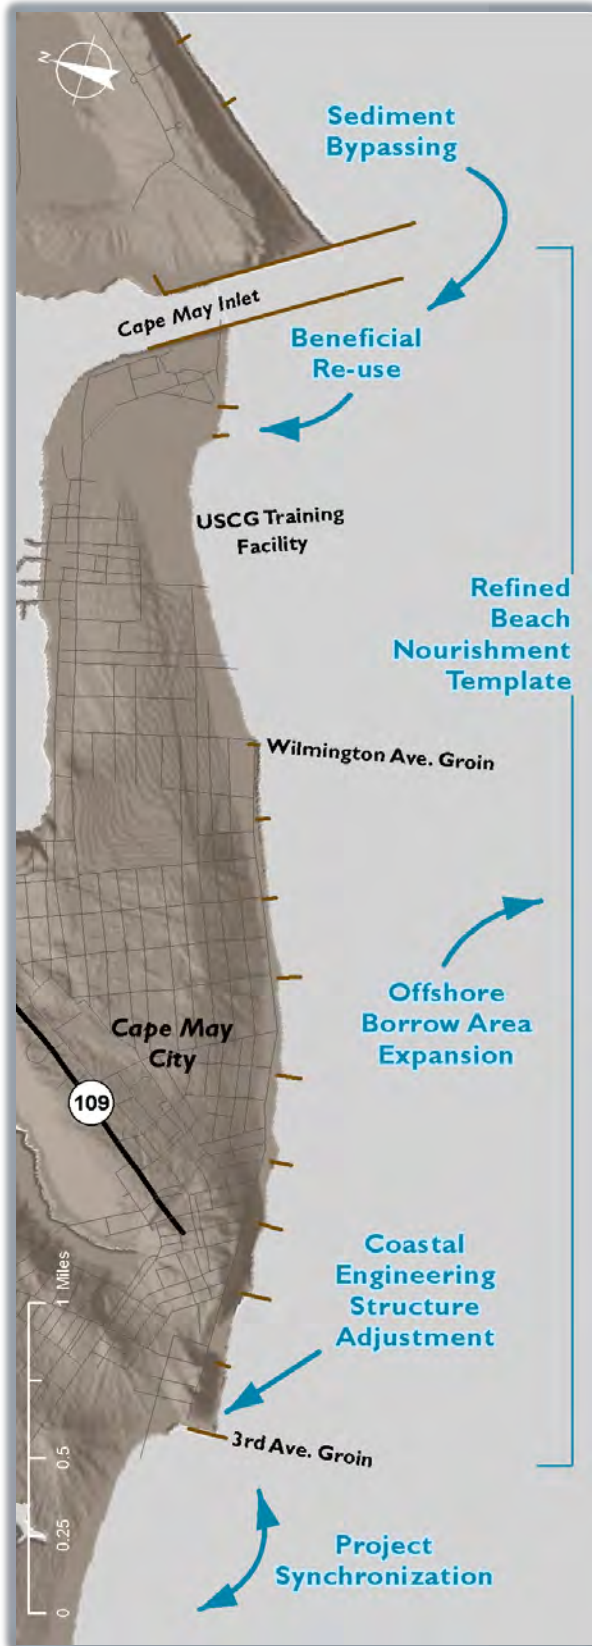 N
Sediment
Bypassing
Cape May Inlet
Beneficial
Re-use
USCG Training
Facility
Refined
Beach
Nourishment
Template
Wilmington Ave. Groin
Offshore
Borrow Area
Expansion
Cape May
City
109
Coastal
Engineering
Structure
Adjustment
1 Miles
0.5
0.25
0
3rd Ave. Groin
Project
Synchronization